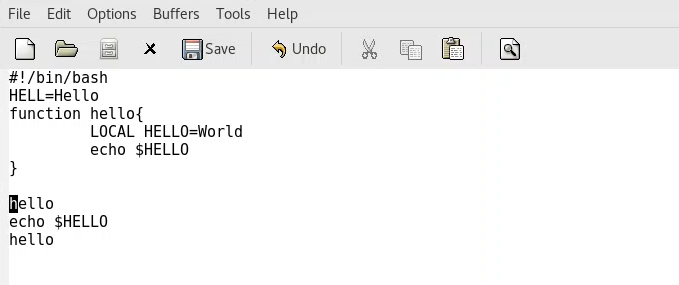 File Edit Options Buffers Tools Help
Save Undo
#!/bin/bash
HELL=Hello
function hello{
LOCAL HELLO=World
echo $HELLO
}
hello
echo $HELLO
hello